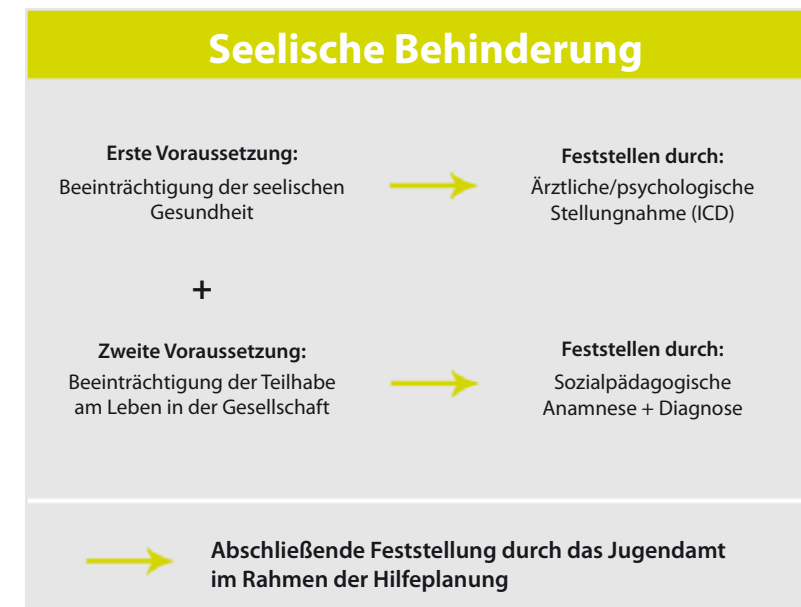 Seelische Behinderung
Erste Voraussetzung:
Beeinträchtigung der seelischen
Gesundheit
Feststellen durch:
Ärztliche/psychologische
Stellungnahme (ICD)
+
Zweite Voraussetzung:
Beeinträchtigung der Teilhabe
am Leben in der Gesellschaft
Feststellen durch:
Sozialpädagogische
Anamnese + Diagnose
Abschließende Feststellung durch das Jugendamt
im Rahmen der Hilfeplanung